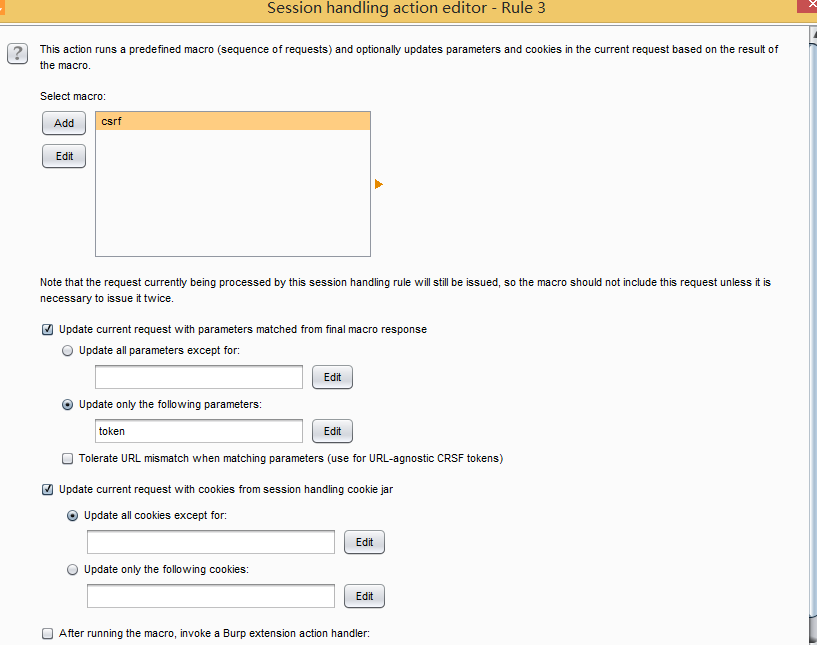 Session handling action editor - Rule 3
?
This action runs a predefined macro (sequence of requests) and optionally updates parameters and cookies in the current request based on the result of
the macro.
Select macro:
Add
csrf
Edit
Note that the request currently being processed by this session handling rule will still be issued, so the macro should not include this request unless it is
necessary to issue it twice.
Update current request with parameters matched from final macro response
Update all parameters except for:
Edit
Update only the following parameters:
token
Edit
Tolerate URL mismatch when matching parameters (use for URL-agnostic CRSF tokens)
Update current request with cookies from session handling cookie jar
Update all cookies except for:
Edit
Update only the following cookies:
Edit
After running the macro, invoke a Burp extension action handler: